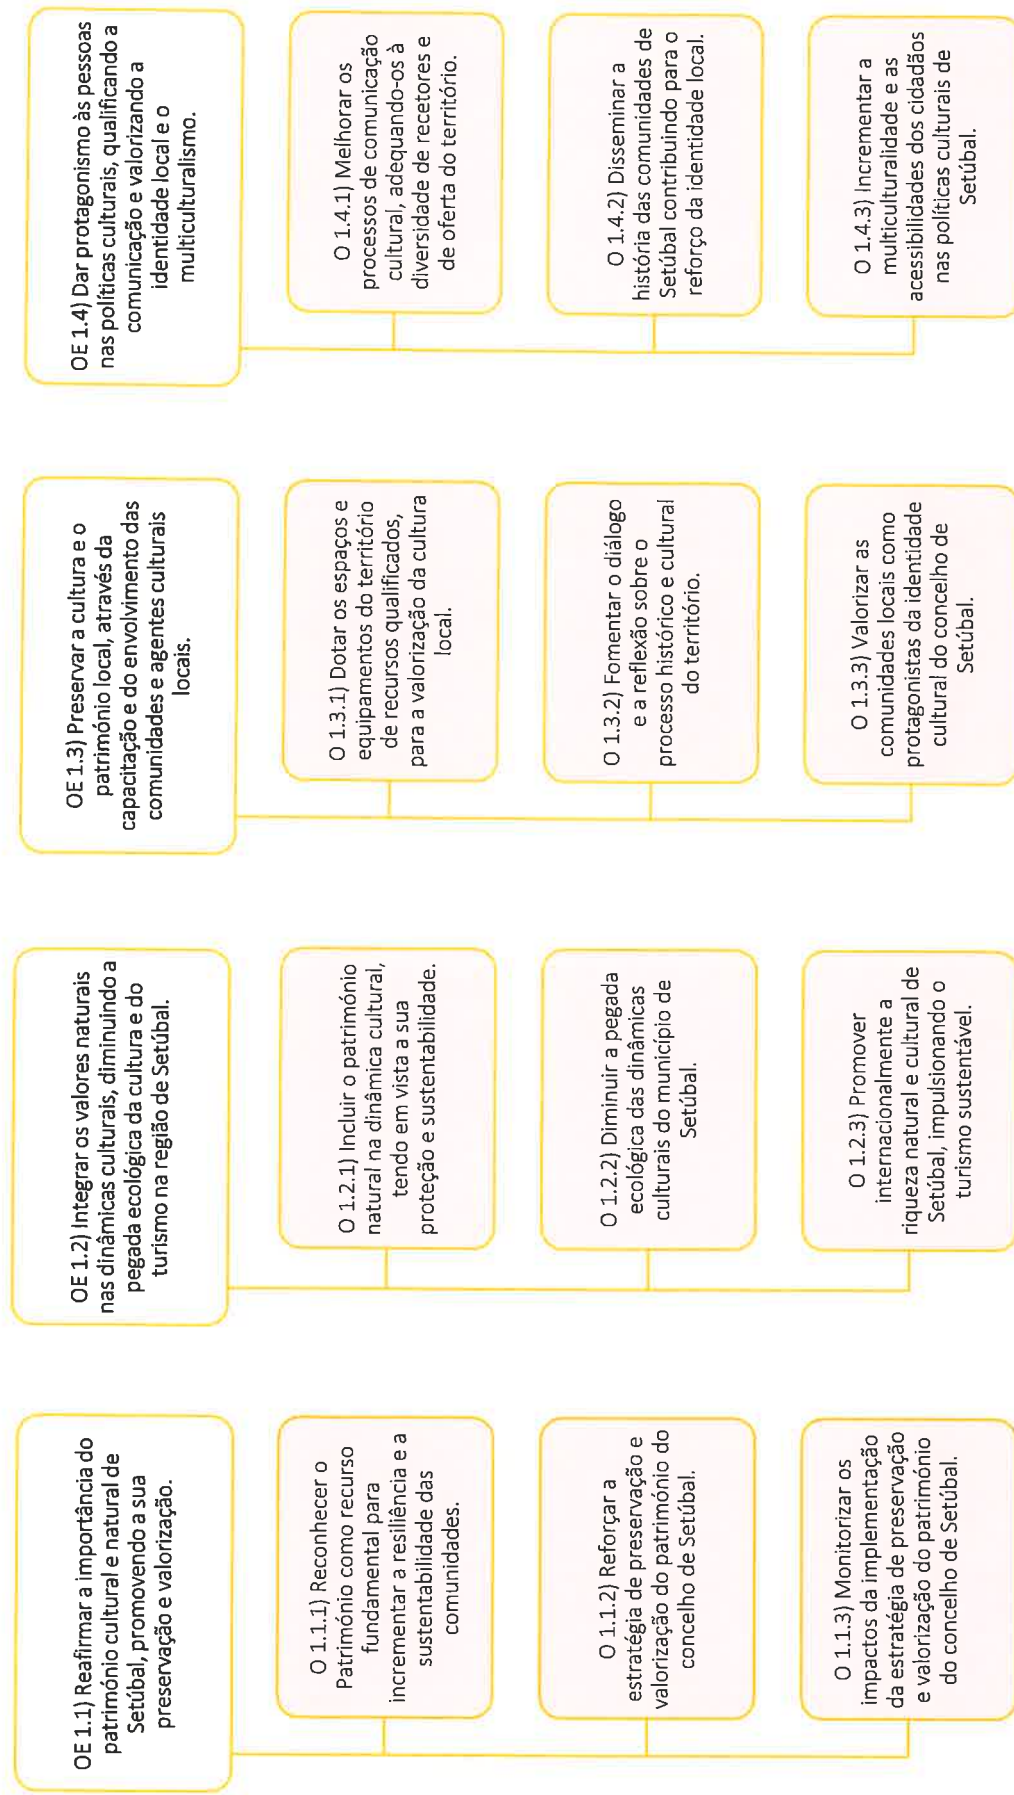 OE 1.1) Reafirmar a importância do
património cultural e natural de
Setúbal, promovendo a sua
preservação e valorização.
O 1.1.1) Reconhecer o
Património como recurso
fundamental para
incrementar a resiliência e a
sustentabilidade das
comunidades.
O 1.1.2) Reforçar a
estratégia de preservação e
valorização do património do
concelho de Setúbal.
O 1.1.3) Monitorizar os
impactos da implementação
da estratégia de preservação
e valorização do património
do concelho de Setúbal.
OE 1.2) Integrar os valores naturais
nas dinâmicas culturais, diminuindo a
pegada ecológica da cultura e do
turismo na região de Setúbal.
O 1.2.1) Incluir o património
natural na dinâmica cultural,
tendo em vista a sua
proteção e sustentabilidade.
O 1.2.2) Diminuir a pegada
ecológica das dinâmicas
culturais do município de
Setúbal.
O 1.2.3) Promover
internacionalmente a
riqueza natural e cultural de
Setúbal, impulsionando o
turismo sustentável.
OE 1.3) Preservar a cultura e o
património local, através da
capacitação e do envolvimento das
comunidades e agentes culturais
locais.
O 1.3.1) Dotar os espaços e
equipamentos do território
de recursos qualificados,
para a valorização da cultura
local.
O 1.3.2) Fomentar o diálogo
e a reflexão sobre o
processo histórico e cultural
do território.
O 1.3.3) Valorizar as
comunidades locais como
protagonistas da identidade
cultural do concelho de
Setúbal.
OE 1.4) Dar protagonismo às pessoas
nas políticas culturais, qualificando a
comunicação e valorizando a
identidade local e o
multiculturalismo.
O 1.4.1) Melhorar os
processos de comunicação
cultural, adequando-os à
diversidade de recetores e
de oferta do território.
O 1.4.2) Disseminar a
história das comunidades de
Setúbal contribuindo para o
reforço da identidade local.
O 1.4.3) Incrementar a
multiculturalidade e as
acessibilidades dos cidadãos
nas políticas culturais de
Setúbal.